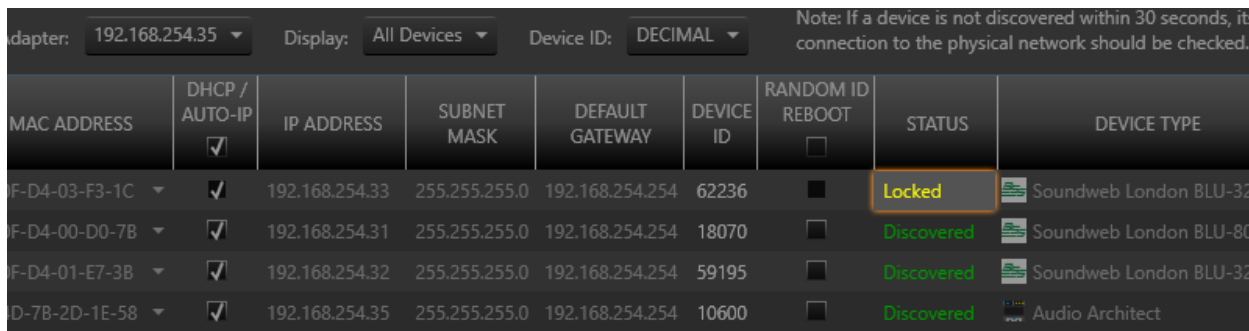 Note: If a device is not discovered within 30 seconds, its
Adapter: 192.168.254.35 Display: All Devices Device ID: DECIMAL connection to the physical network should be checked.
MAC ADDRESS DHCP / AUTO-IP IP ADDRESS SUBNET MASK DEFAULT GATEWAY DEVICE ID RANDOM ID REBOOT STATUS DEVICE TYPE
0F-D4-03-F3-1C 192.168.254.33 255.255.255.0 192.168.254.254 62236 Locked Soundweb London BLU-32
0F-D4-00-D0-7B 192.168.254.31 255.255.255.0 192.168.254.254 18070 Discovered Soundweb London BLU-80
0F-D4-01-E7-3B 192.168.254.32 255.255.255.0 192.168.254.254 59195 Discovered Soundweb London BLU-32
D-7B-2D-1E-58 192.168.254.35 255.255.255.0 192.168.254.254 10600 Discovered Audio Architect